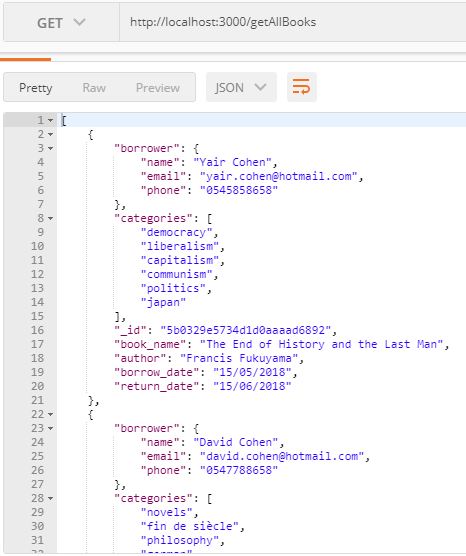 GET http://localhost:3000/getAllBooks
Pretty Raw Preview JSON
1 [
2 {
3 "borrower": {
4 "name": "Yair Cohen",
5 "email": "yair.cohen@hotmail.com",
6 "phone": "0545858658"
7 },
8 "categories": [
9 "democracy",
10 "liberalism",
11 "capitalism",
12 "communism",
13 "politics",
14 "japan"
15 ],
16 "_id": "5b0329e5734d1d0aaaad6892",
17 "book_name": "The End of History and the Last Man",
18 "author": "Francis Fukuyama",
19 "borrow_date": "15/05/2018",
20 "return_date": "15/06/2018"
21 },
22 {
23 "borrower": {
24 "name": "David Cohen",
25 "email": "david.cohen@hotmail.com",
26 "phone": "0547788658"
27 },
28 "categories": [
29 "novels",
30 "fin de siècle",
31 "philosophy",
32 "german"